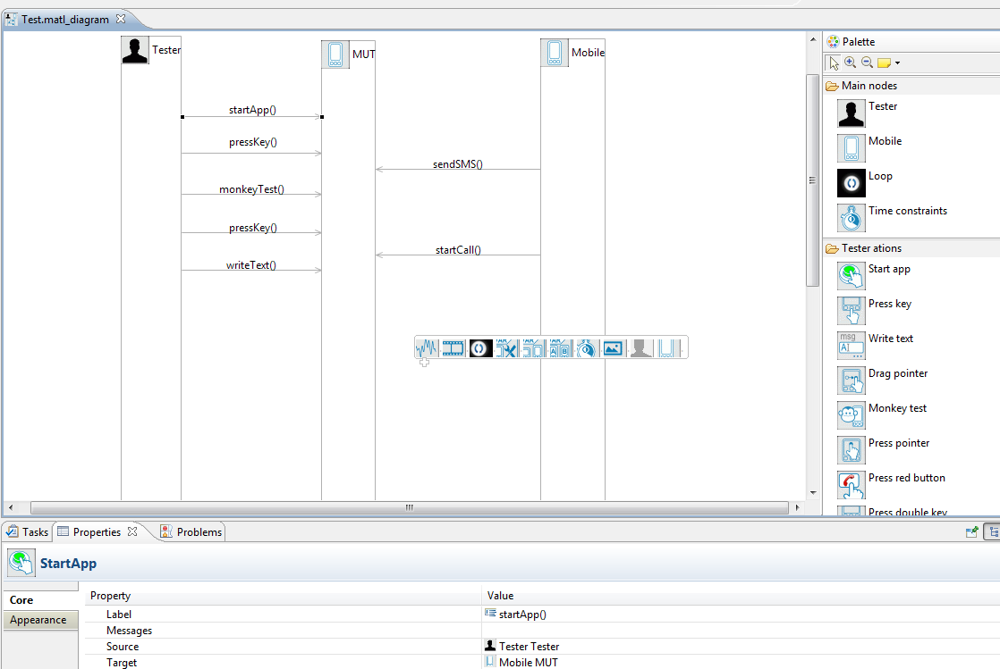 Test.matl_diagram
Tester
MUT
Mobile
startApp()
pressKey()
sendSMS()
monkeyTest()
pressKey()
startCall()
writeText()
Palette
Main nodes
Tester
Mobile
Loop
Time constraints
Tester ations
Start app
Press key
msg
Write text
Drag pointer
Monkey test
Press pointer
Press red button
Press double key
Tasks
Properties
Problems
StartApp
Core
Appearance
Property Value
Label startApp()
Messages
Source Tester Tester
Target Mobile MUT